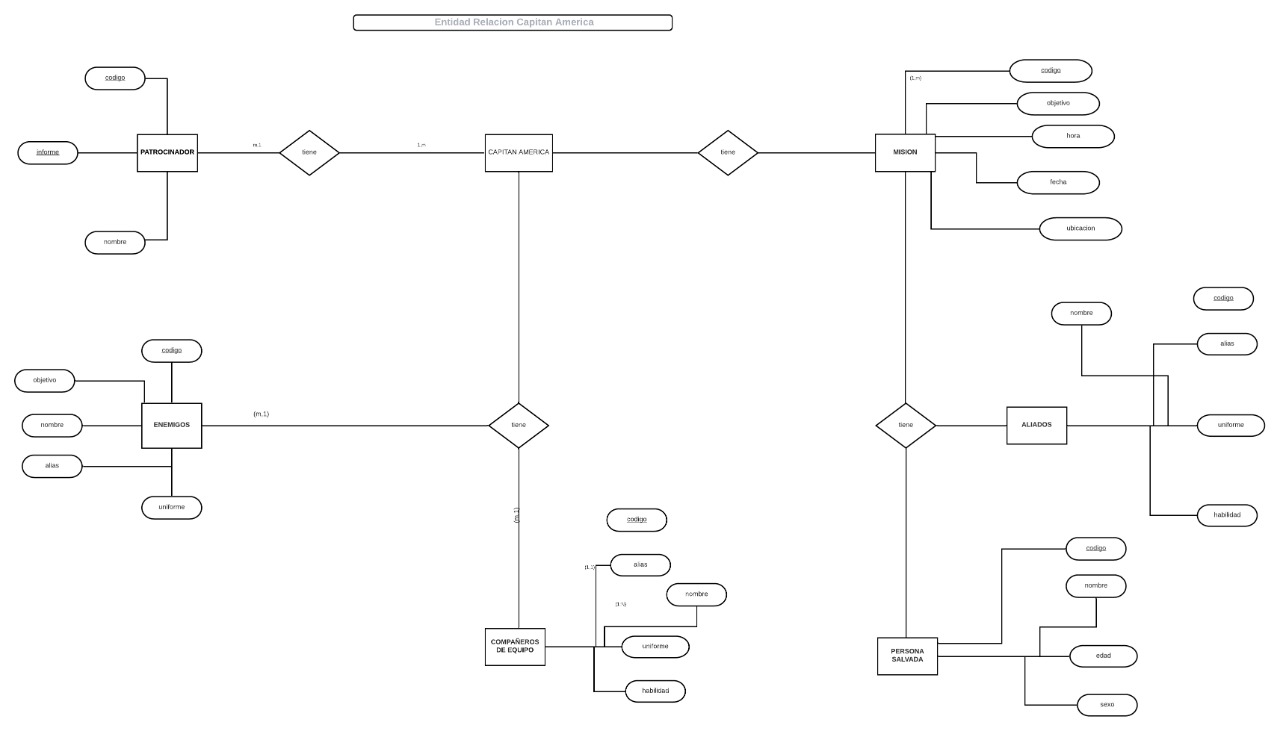 Entidad Relacion Capitan America
codigo
informe
PATROCINADOR
nombre
m,1
tiene
1,m
CAPITAN AMERICA
tiene
MISION
(1,m)
codigo
objetivo
hora
fecha
ubicacion
codigo
objetivo
nombre
alias
uniforme
ENEMIGOS
(m,1)
tiene
(m,1)
tiene
ALIADOS
nombre
codigo
alias
uniforme
habilidad
COMPAÑEROS
DE EQUIPO
codigo
(1,1)
alias
nombre
uniforme
habilidad
PERSONA
SALVADA
codigo
nombre
edad
sexo